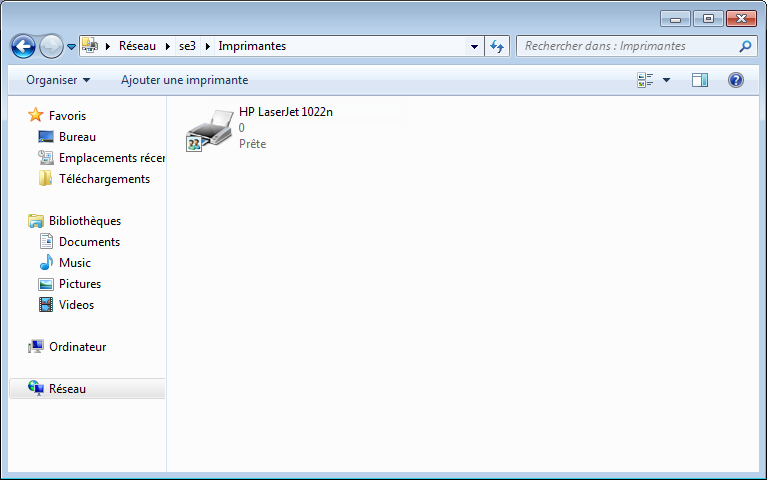 Réseau se3 Imprimantes
Rechercher dans : Imprimantes
Organiser Ajouter une imprimante
Favoris
Bureau
Emplacements récer
Téléchargements
Bibliothèques
Documents
Music
Pictures
Videos
Ordinateur
Réseau
HP LaserJet 1022n
0
Prête